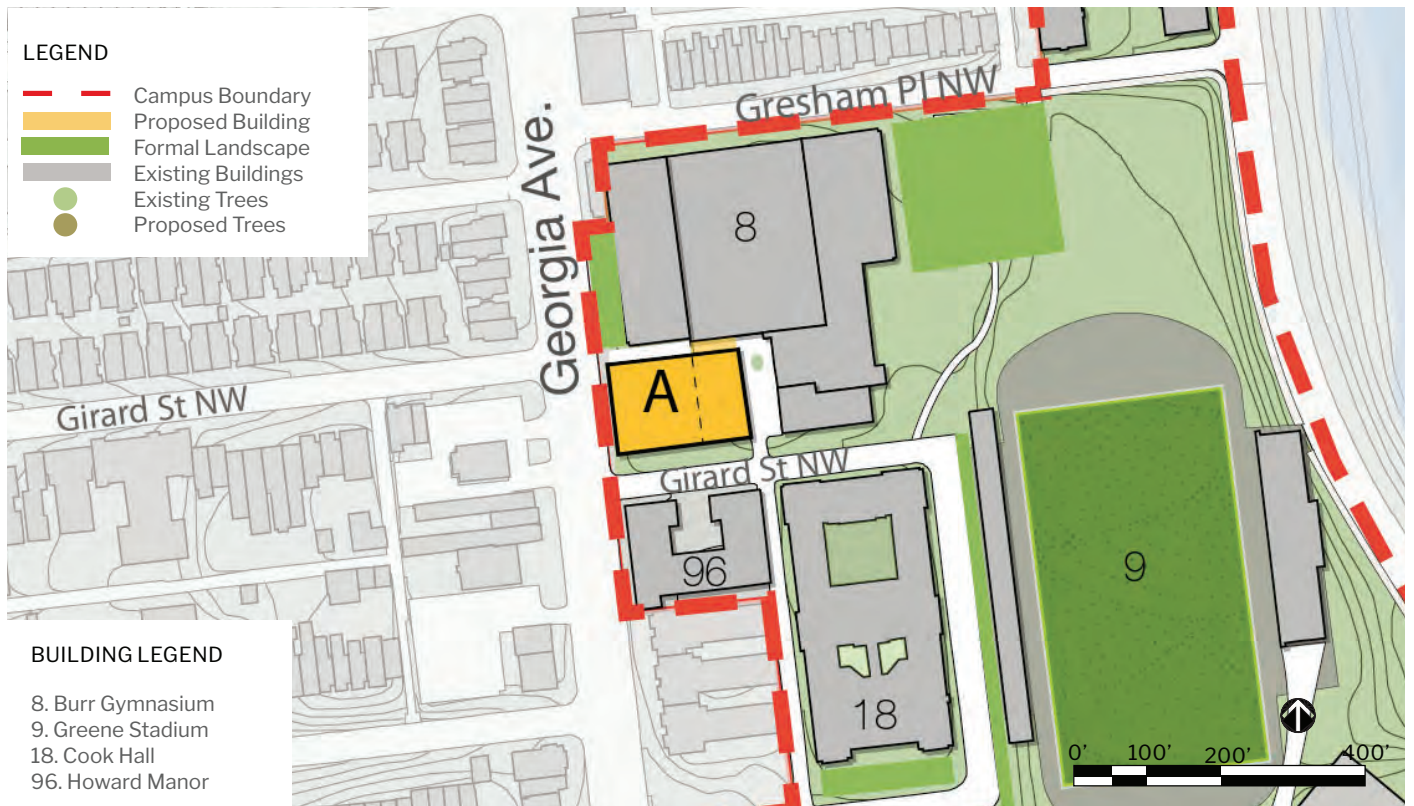 LEGEND
Campus Boundary
Proposed Building
Formal Landscape
Existing Buildings
Existing Trees
Proposed Trees
Gresham Pl NW
Georgia Ave.
8
A
Girard St NW
Girard St NW
96
9
18
BUILDING LEGEND
8. Burr Gymnasium
9. Greene Stadium
18. Cook Hall
96. Howard Manor
0' 100' 200' 400'